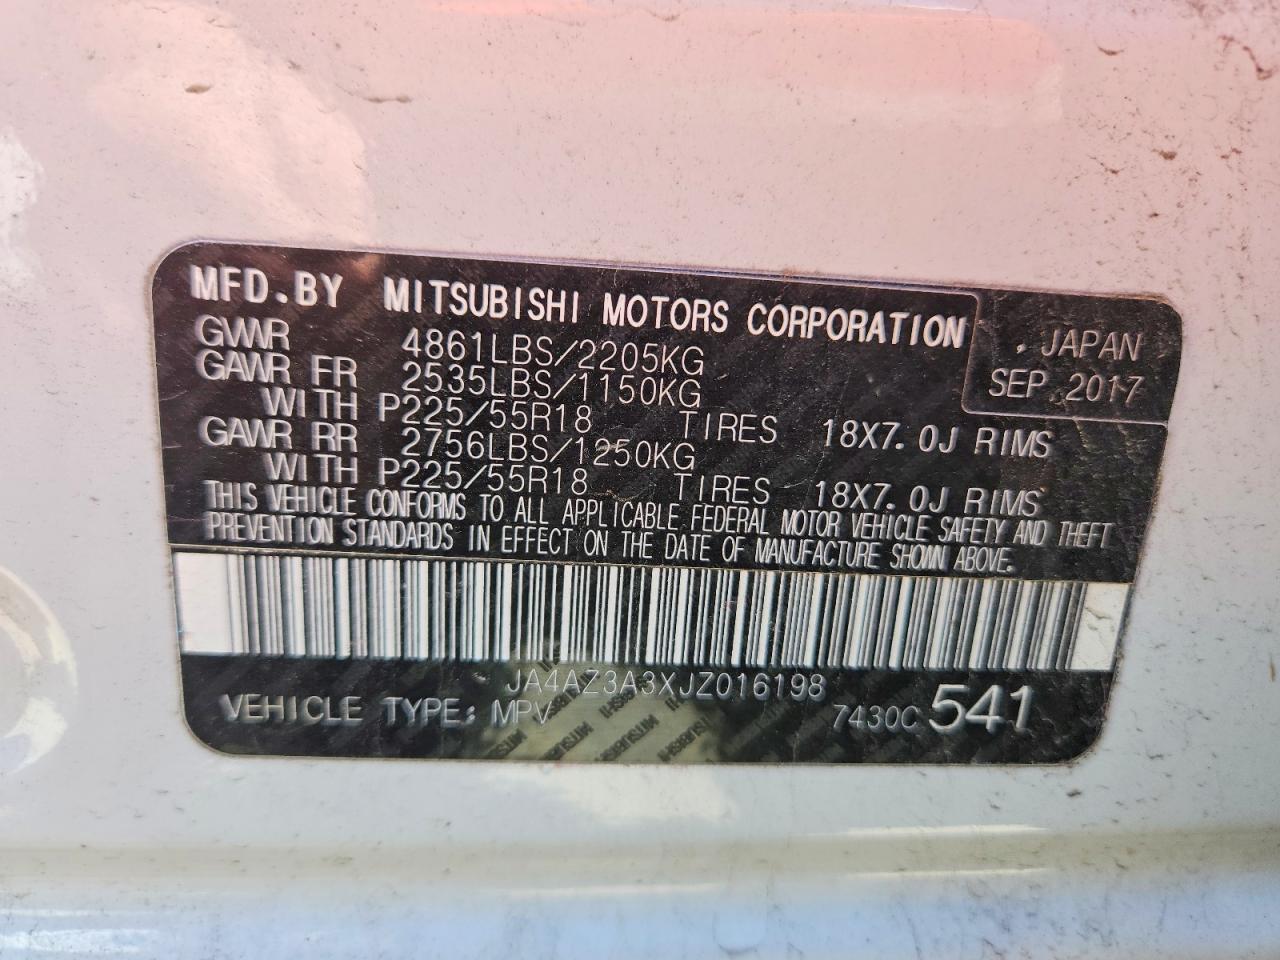 MFD.BY MITSUBISHI MOTORS CORPORATION
JAPAN
SEP 2017
GVWR 4861LBS/2205KG
GAWR FR 2535LBS/1150KG
WITH P225/55R18 TIRES 18X7.0J RIMS
GAWR RR 2756LBS/1250KG
WITH P225/55R18 TIRES 18X7.0J RIMS
THIS VEHICLE CONFORMS TO ALL APPLICABLE FEDERAL MOTOR VEHICLE SAFETY AND THEFT
PREVENTION STANDARDS IN EFFECT ON THE DATE OF MANUFACTURE SHOWN ABOVE.
JA4AZ3A3XJZ016198
VEHICLE TYPE: MPV 7430C 541